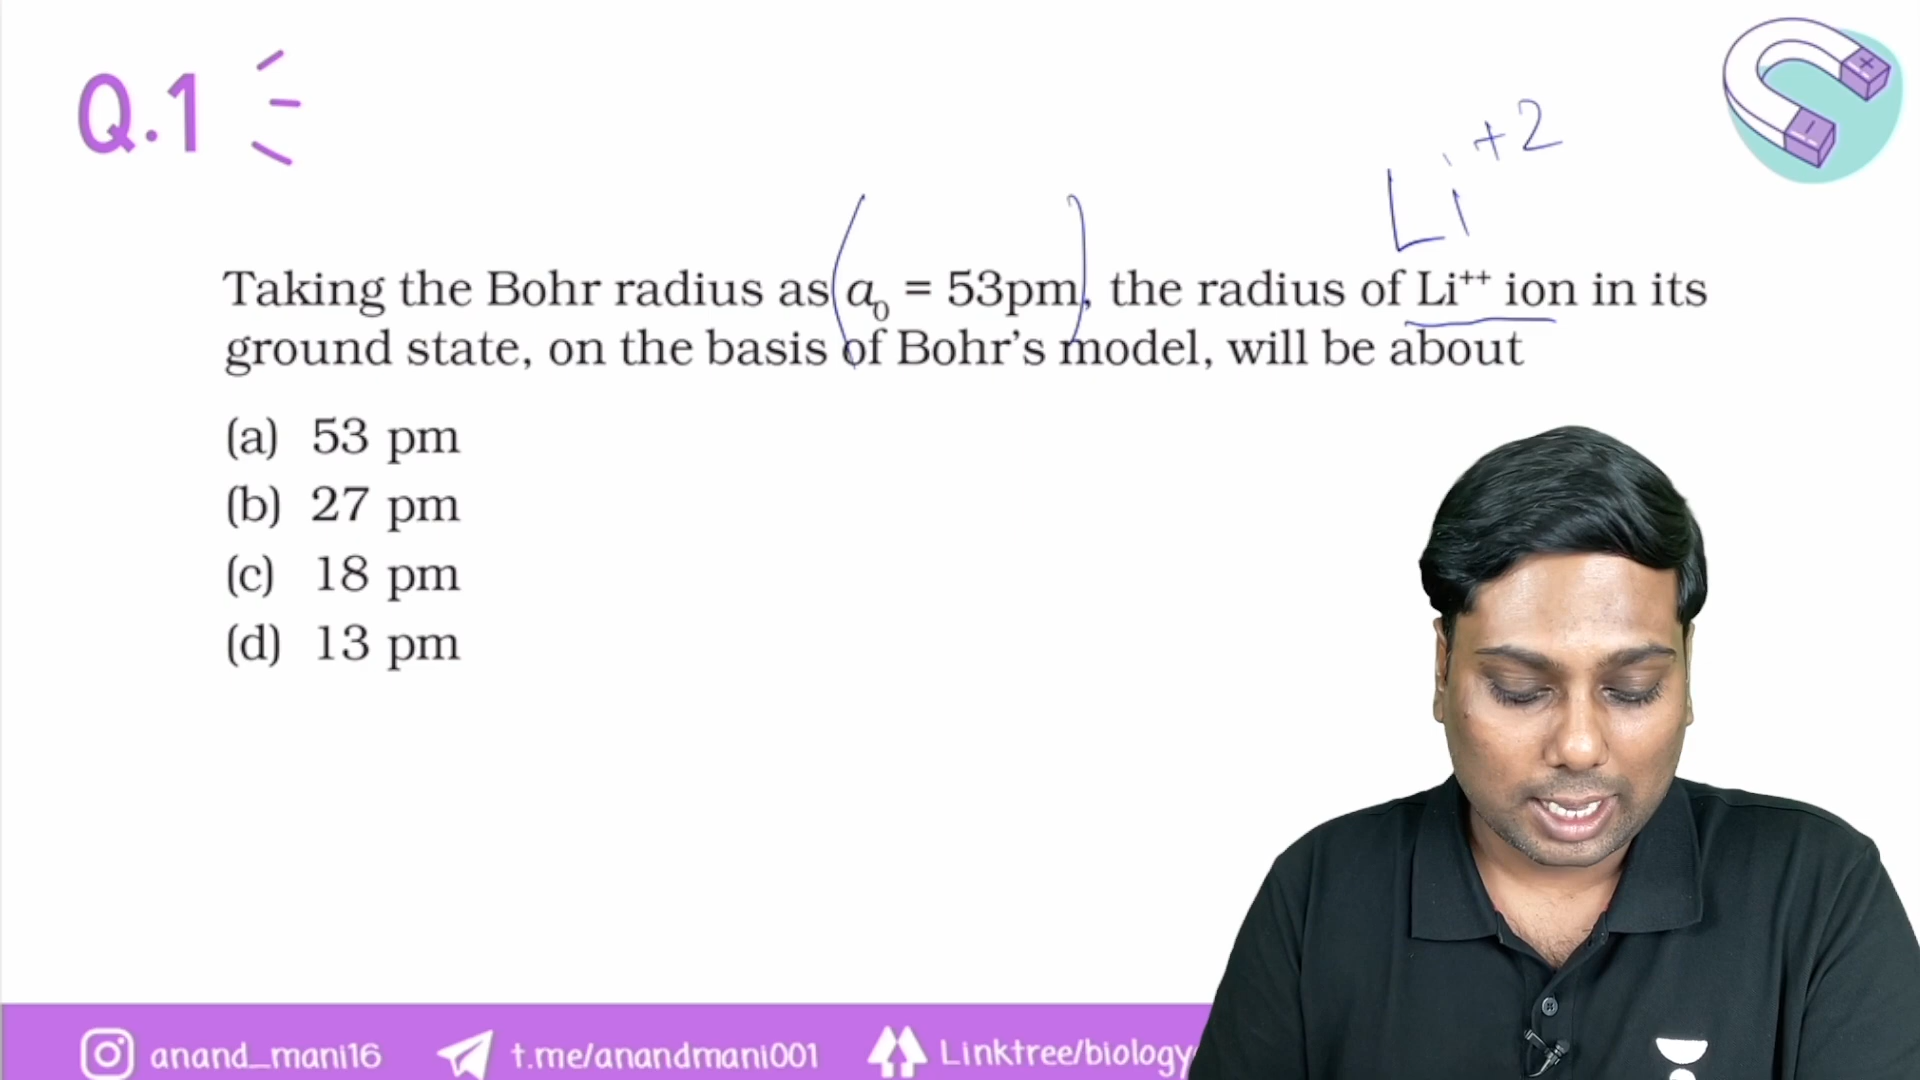 Q.1
Li+2
Taking the Bohr radius as a₀ = 53pm, the radius of Li⁺⁺ ion in its
ground state, on the basis of Bohr’s model, will be about
(a) 53 pm
(b) 27 pm
(c) 18 pm
(d) 13 pm
anand_mani16 t.me/anandmani001 Linktree/biology